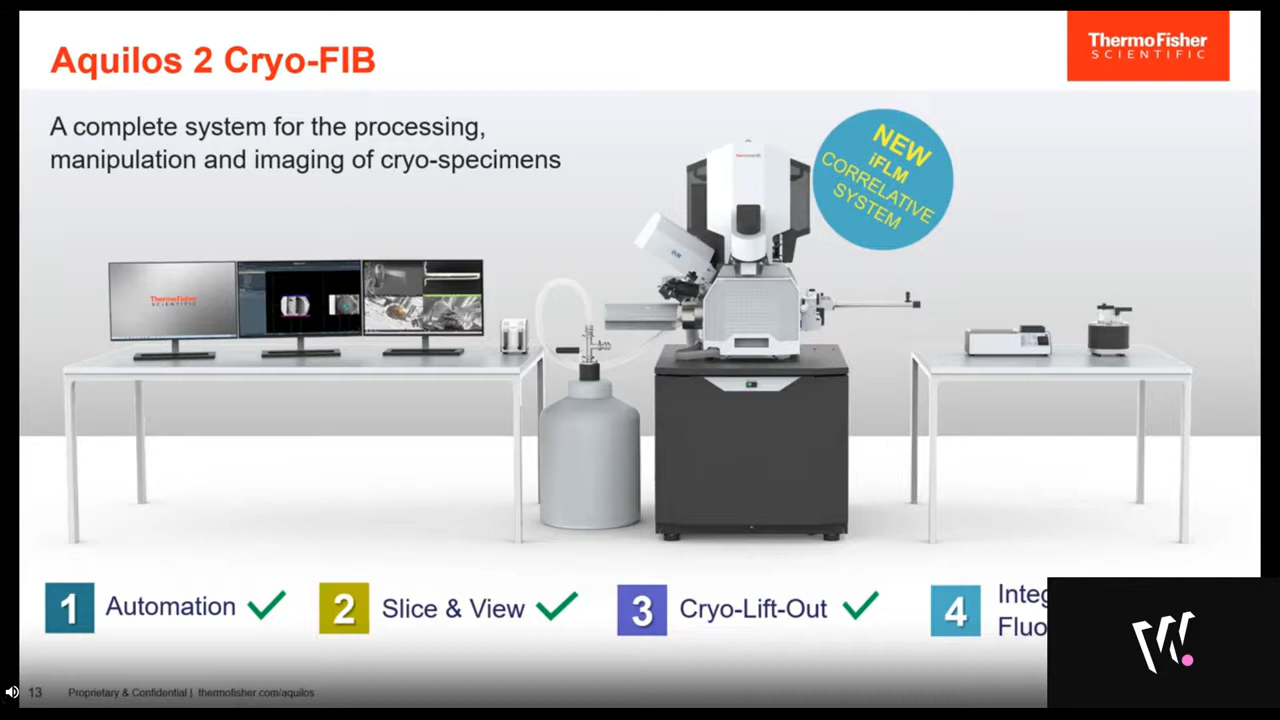 Aquilos 2 Cryo-FIB
ThermoFisher
SCIENTIFIC
A complete system for the processing,
manipulation and imaging of cryo-specimens
NEW
iFLM
CORRELATIVE
SYSTEM
ThermoFisher
SCIENTIFIC
1 Automation
2 Slice & View
3 Cryo-Lift-Out
4 Integ
Fluo
13 Proprietary & Confidential | thermofisher.com/aquilos